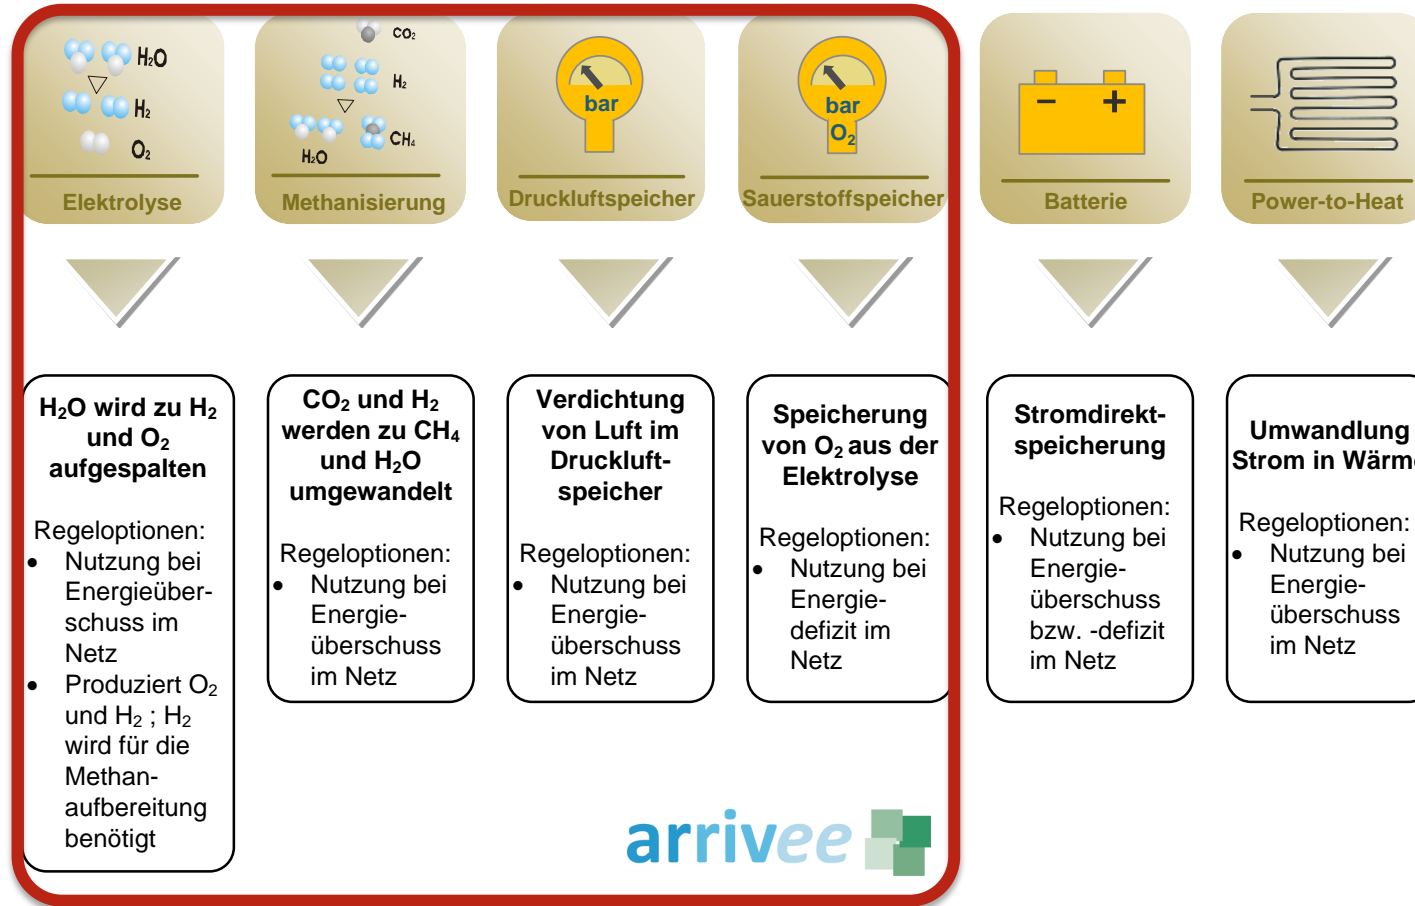 H₂O
H₂
O₂
Elektrolyse
CO₂
H₂
H₂O
CH₄
Methanisierung
bar
Druckluftspeicher
bar
O₂
Sauerstoffspeicher
− +
Batterie
Power-to-Heat
H₂O wird zu H₂
und O₂
aufgespalten
Regeloptionen:
• Nutzung bei
Energieüber-
schuss im
Netz
• Produziert O₂
und H₂ ; H₂
wird für die
Methan-
aufbereitung
benötigt
CO₂ und H₂
werden zu CH₄
und H₂O
umgewandelt
Regeloptionen:
• Nutzung bei
Energie-
überschuss
im Netz
Verdichtung
von Luft im
Druckluft-
speicher
Regeloptionen:
• Nutzung bei
Energie-
überschuss
im Netz
Speicherung
von O₂ aus der
Elektrolyse
Regeloptionen:
• Nutzung bei
Energie-
defizit im
Netz
Stromdirekt-
speicherung
Regeloptionen:
• Nutzung bei
Energie-
überschuss
bzw. -defizit
im Netz
Umwandlung
Strom in Wärme
Regeloptionen:
• Nutzung bei
Energie-
überschuss
im Netz
arrivee